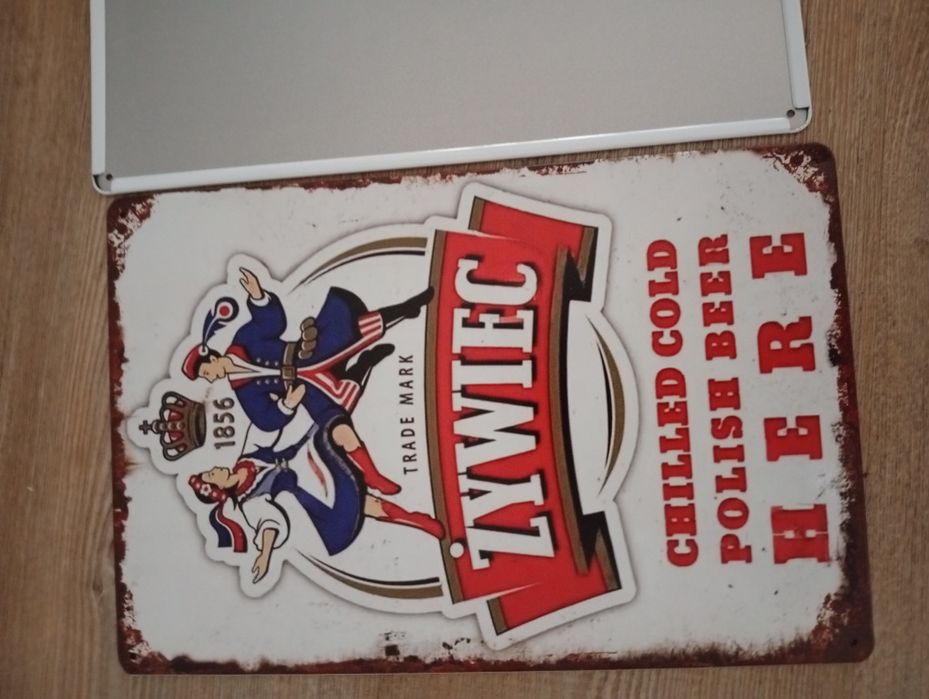 1856
TRADE MARK
ŻYWIEC
CHILLED COLD
POLISH BEER
HERE